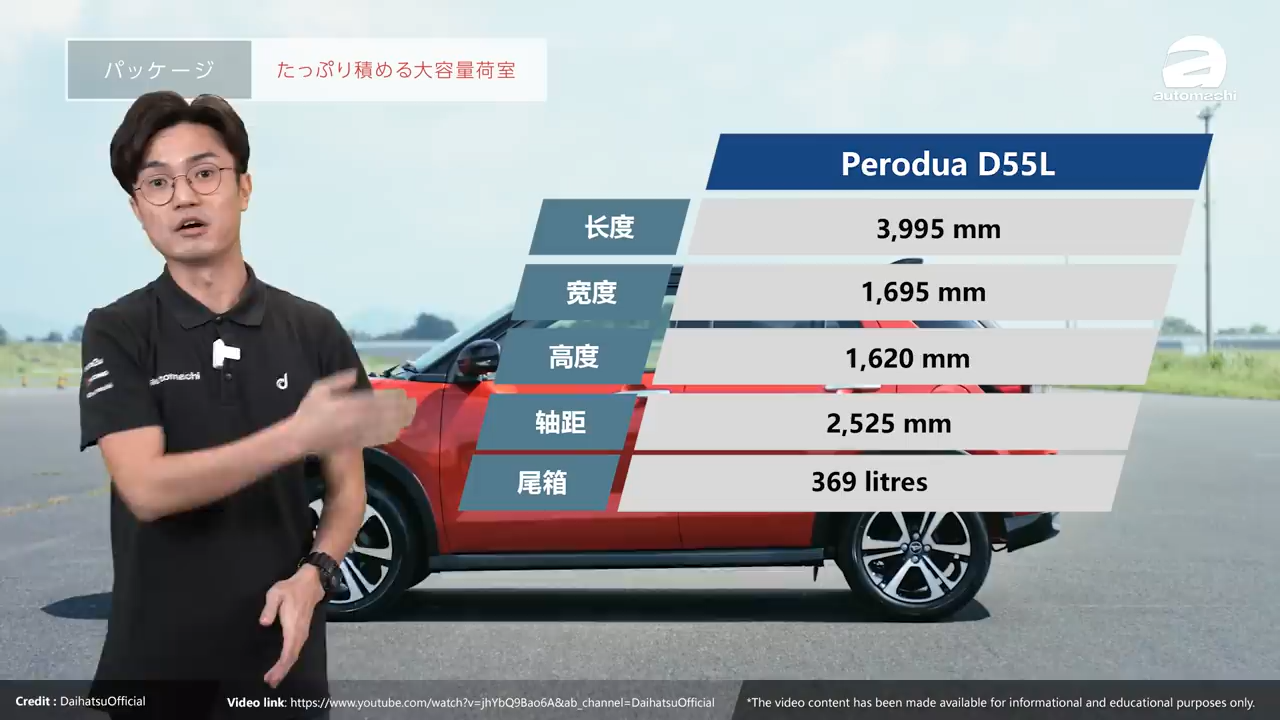 パッケージ
たっぷり積める大容量荷室
automechi
Perodua D55L
长度 3,995 mm
宽度 1,695 mm
高度 1,620 mm
轴距 2,525 mm
尾箱 369 litres
automechi
Credit : DaihatsuOfficial
Video link: https://www.youtube.com/watch?v=jhYbQ9Bao6A&ab_channel=DaihatsuOfficial
*The video content has been made available for informational and educational purposes only.